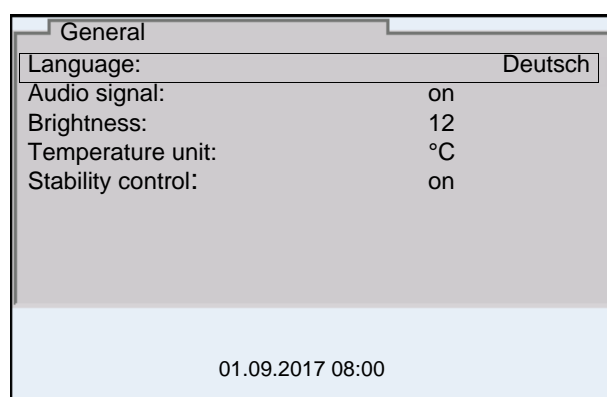 General
Language: Deutsch
Audio signal: on
Brightness: 12
Temperature unit: °C
Stability control: on
01.09.2017 08:00